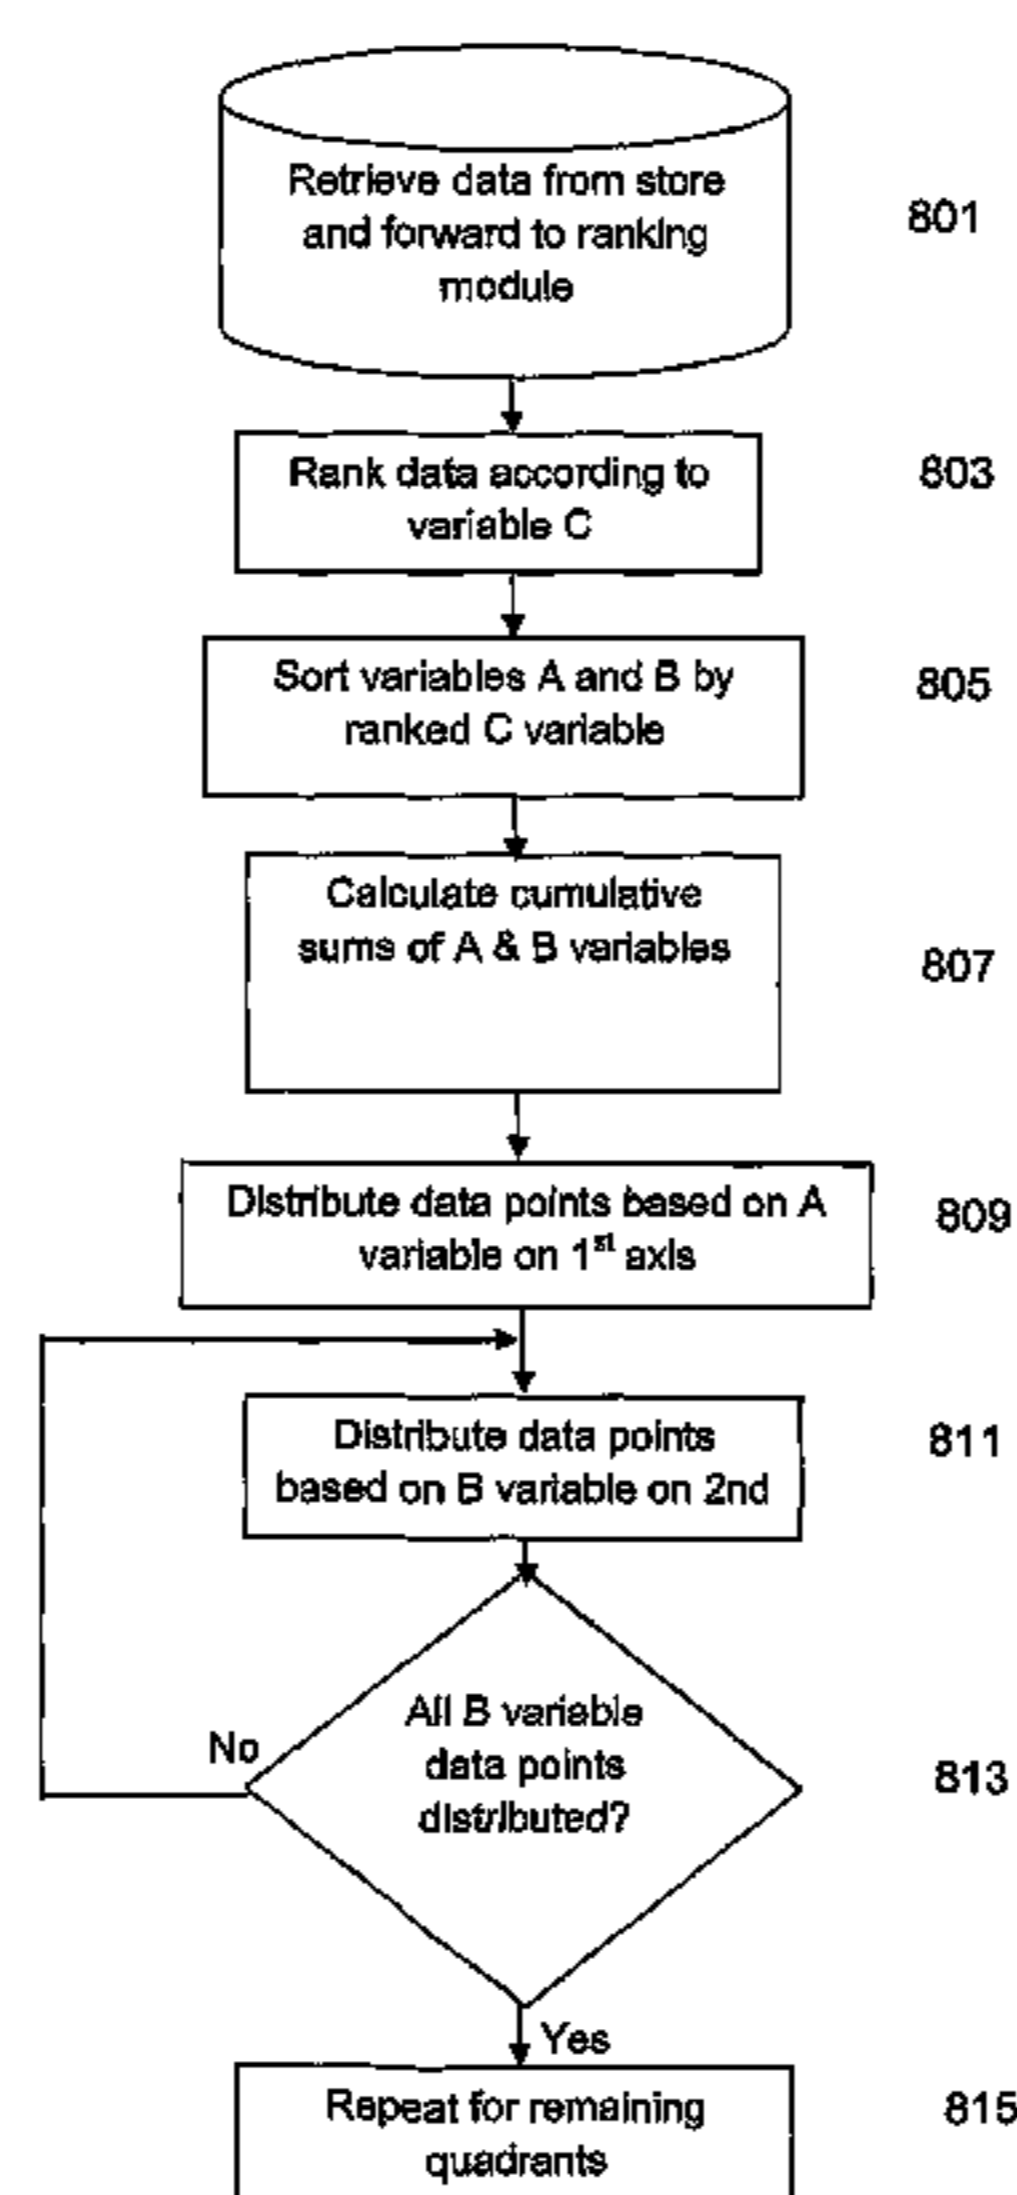 Retrieve data from store
and forward to ranking
module
801
Rank data according to
variable C
803
Sort variables A and B by
ranked C variable
805
Calculate cumulative
sums of A & B variables
807
Distribute data points based on A
variable on 1st axis
809
Distribute data points
based on B variable on 2nd
811
All B variable
data points
distributed?
813
No
Yes
Repeat for remaining
quadrants
815